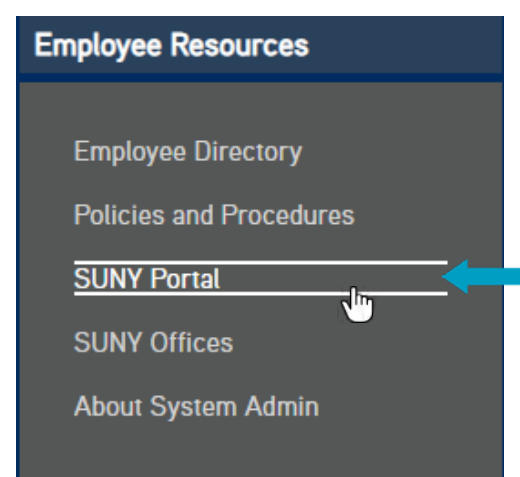 Employee Resources
Employee Directory
Policies and Procedures
SUNY Portal
SUNY Offices
About System Admin